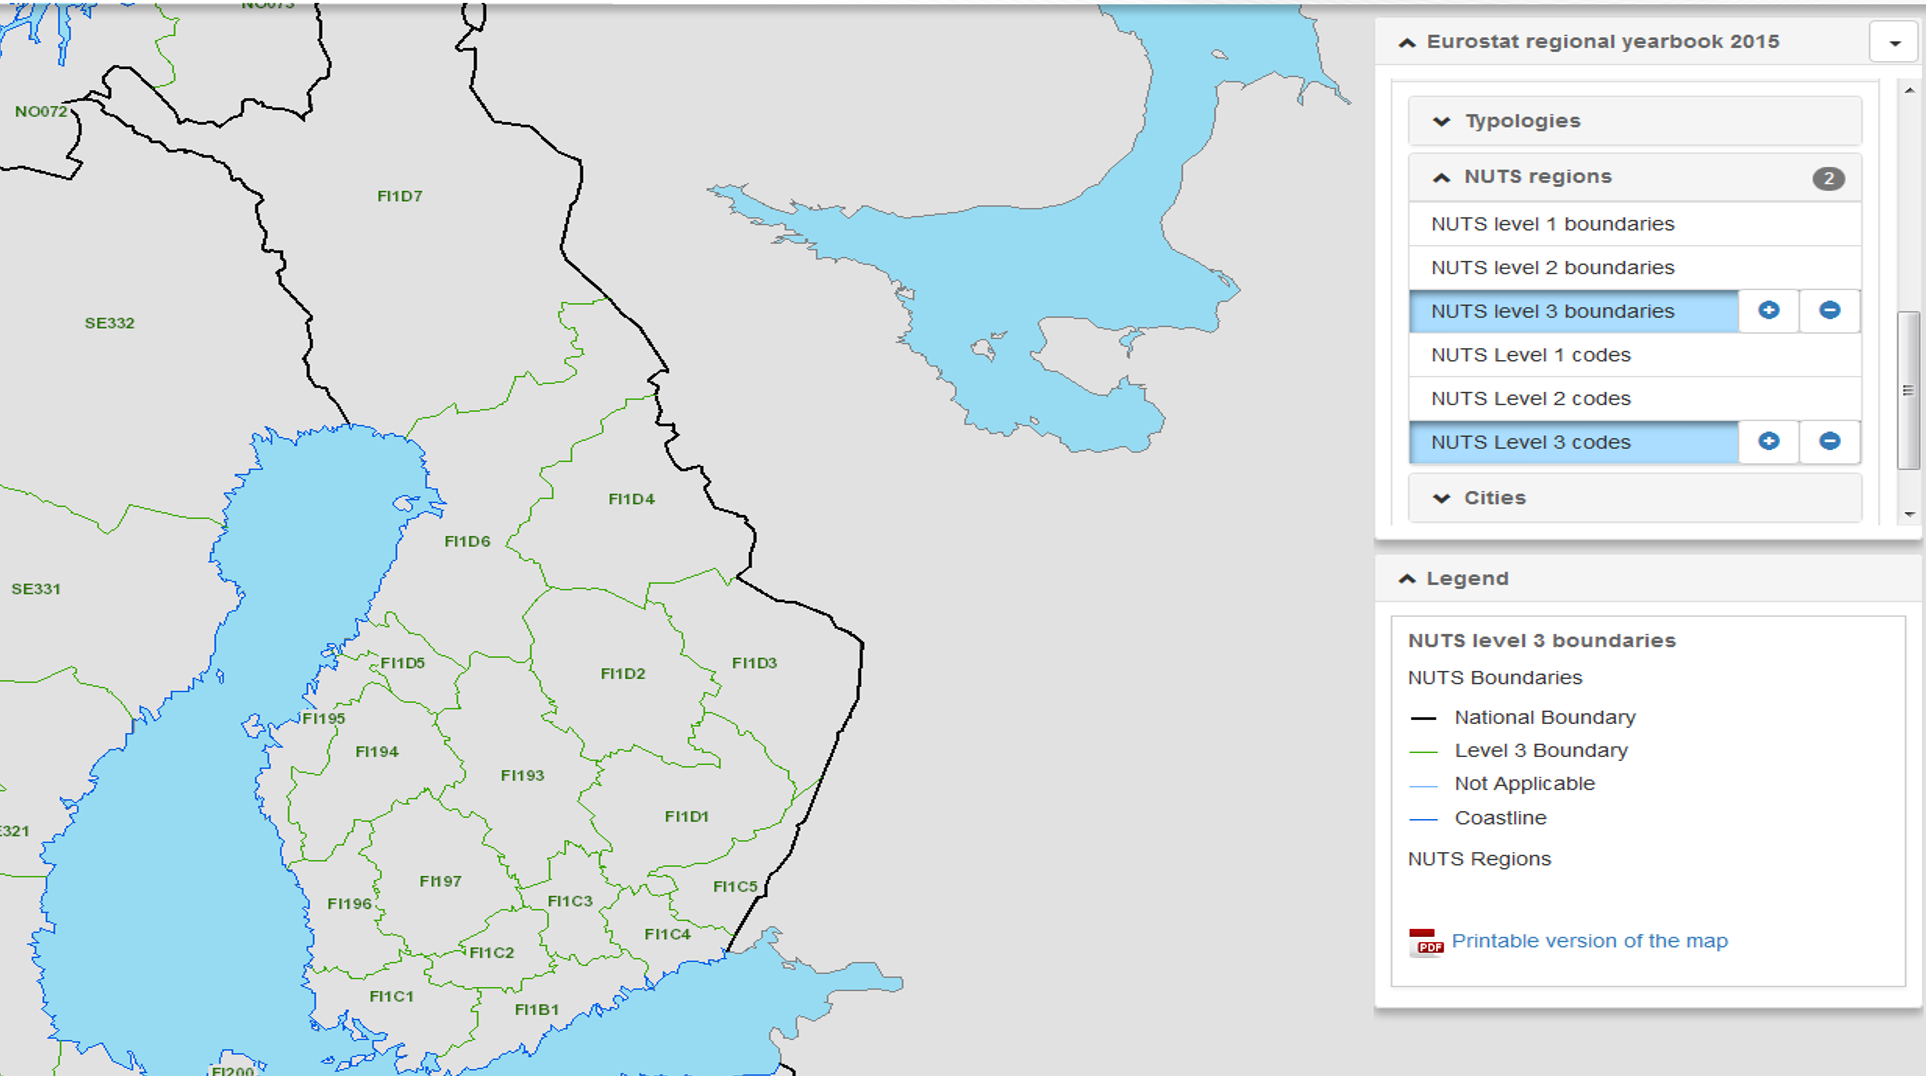 NO073
NO072
FI1D7
SE332
FI1D4
FI1D6
SE331
FI1D5
FI1D2
FI1D3
FI195
FI194
FI193
FI1D1
E321
FI197
FI1C5
FI196
FI1C3
FI1C4
FI1C2
FI1C1
FI1B1
FI200
Eurostat regional yearbook 2015
Typologies
NUTS regions 2
NUTS level 1 boundaries
NUTS level 2 boundaries
NUTS level 3 boundaries
NUTS Level 1 codes
NUTS Level 2 codes
NUTS Level 3 codes
Cities
Legend
NUTS level 3 boundaries
NUTS Boundaries
National Boundary
Level 3 Boundary
Not Applicable
Coastline
NUTS Regions
PDF Printable version of the map